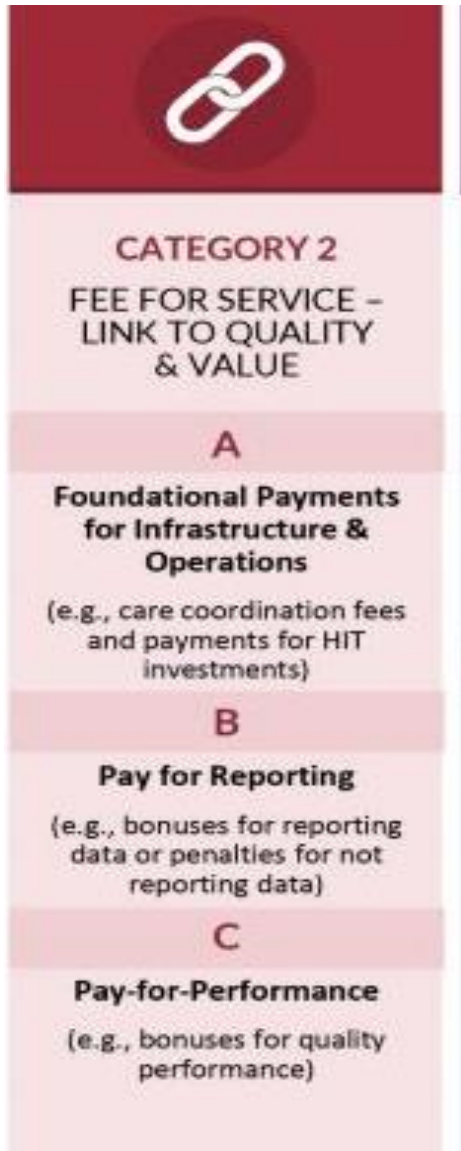 CATEGORY 2
FEE FOR SERVICE –
LINK TO QUALITY
& VALUE
A
Foundational Payments
for Infrastructure &
Operations
(e.g., care coordination fees
and payments for HIT
investments)
B
Pay for Reporting
(e.g., bonuses for reporting
data or penalties for not
reporting data)
C
Pay-for-Performance
(e.g., bonuses for quality
performance)